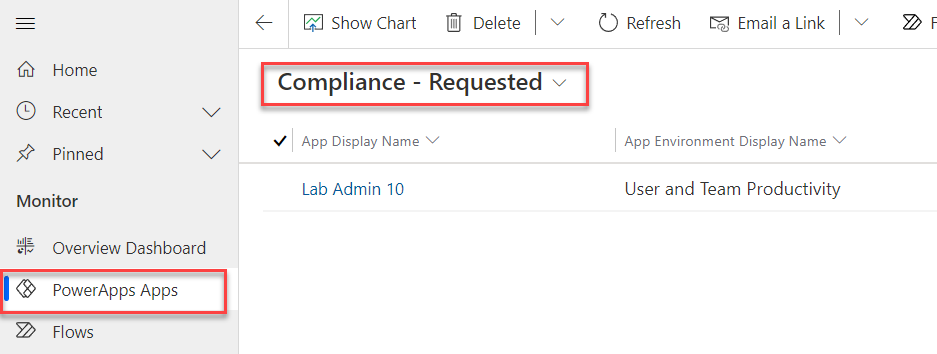 Show Chart Delete Refresh Email a Link F
Home
Recent
Pinned
Monitor
Overview Dashboard
PowerApps Apps
Flows
Compliance - Requested
App Display Name App Environment Display Name
Lab Admin 10 User and Team Productivity